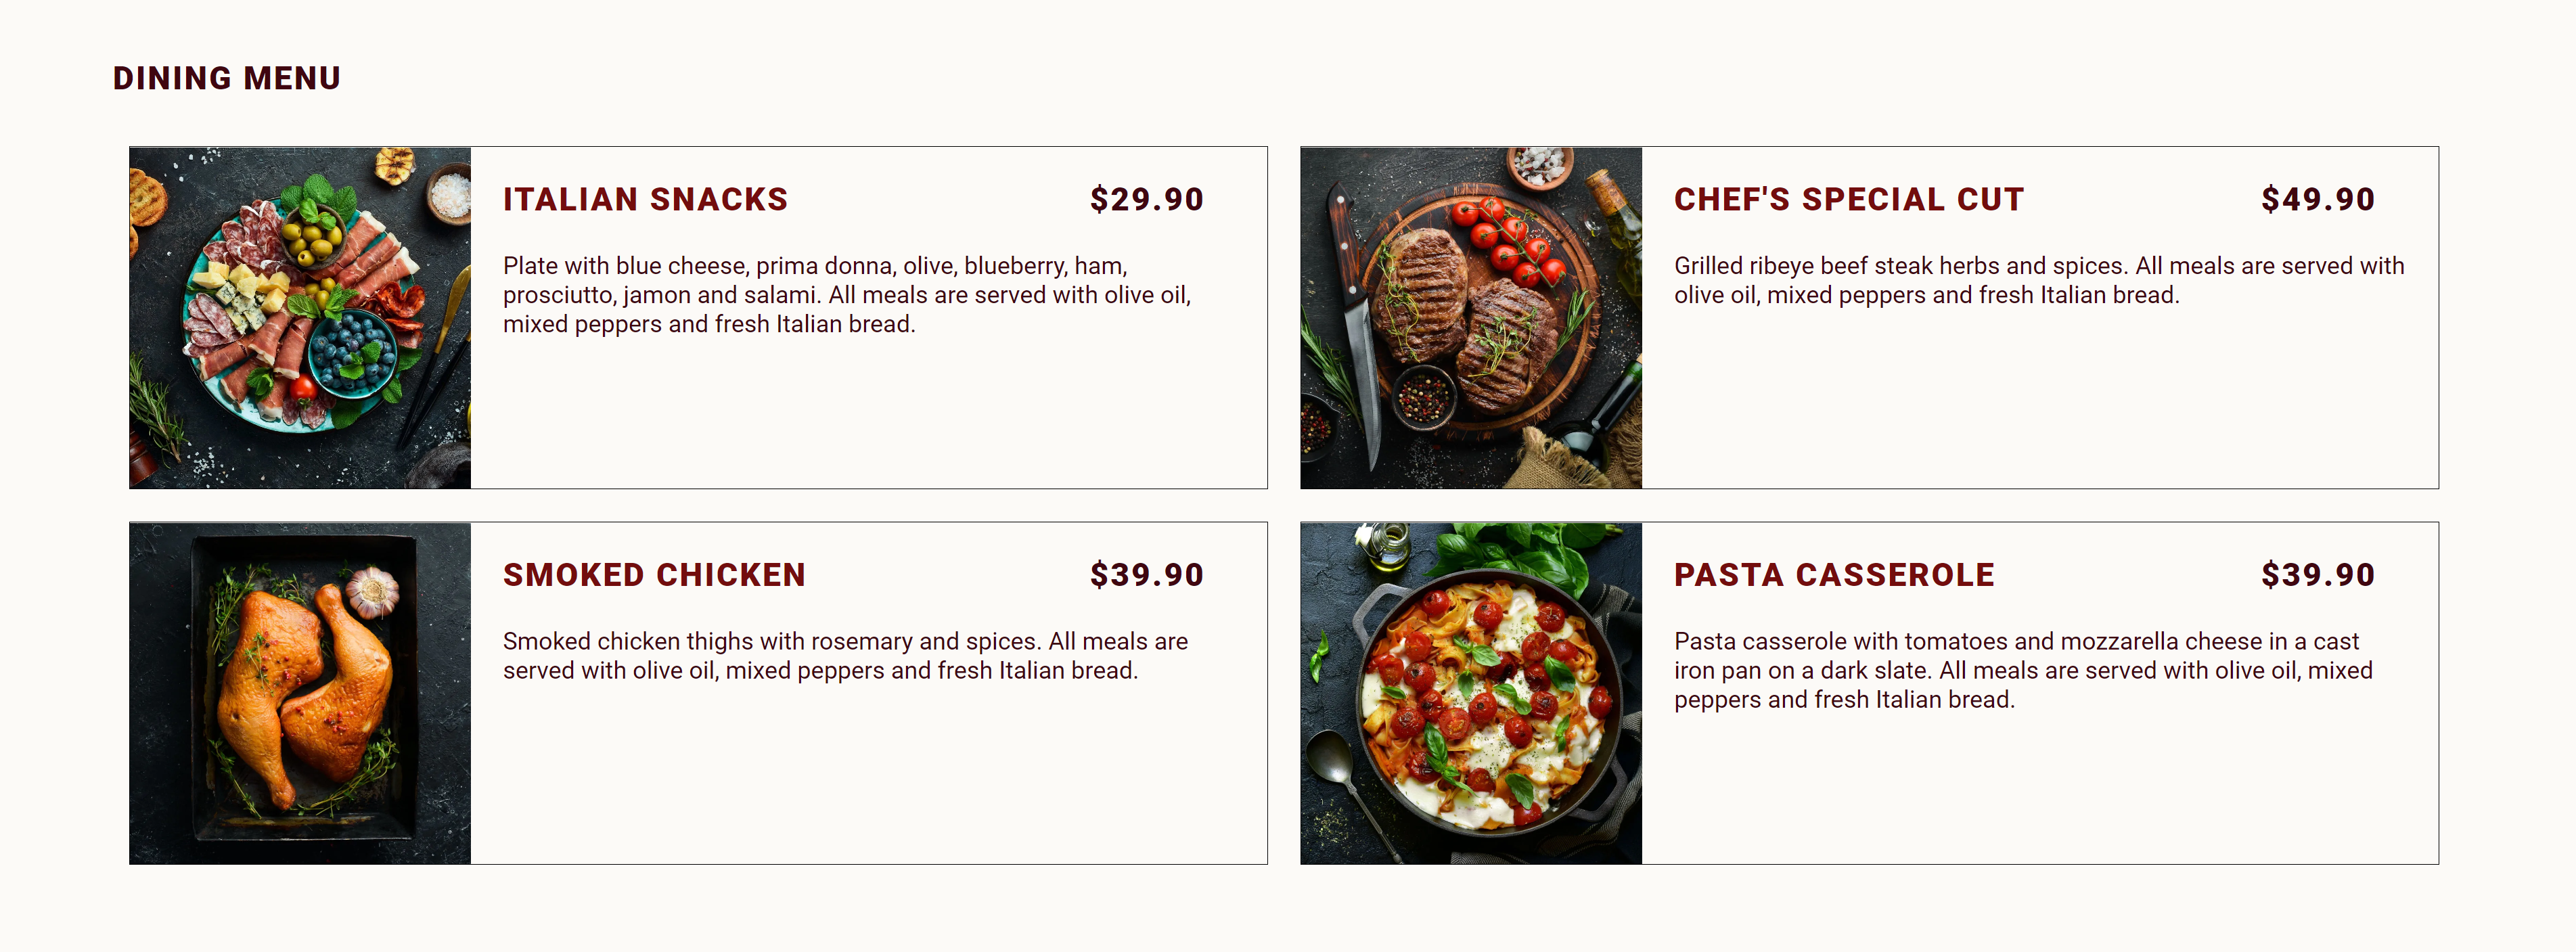 DINING MENU
ITALIAN SNACKS $29.90
Plate with blue cheese, prima donna, olive, blueberry, ham,
prosciutto, jamon and salami. All meals are served with olive oil,
mixed peppers and fresh Italian bread.
CHEF'S SPECIAL CUT $49.90
Grilled ribeye beef steak herbs and spices. All meals are served with
olive oil, mixed peppers and fresh Italian bread.
SMOKED CHICKEN $39.90
Smoked chicken thighs with rosemary and spices. All meals are
served with olive oil, mixed peppers and fresh Italian bread.
PASTA CASSEROLE $39.90
Pasta casserole with tomatoes and mozzarella cheese in a cast
iron pan on a dark slate. All meals are served with olive oil, mixed
peppers and fresh Italian bread.